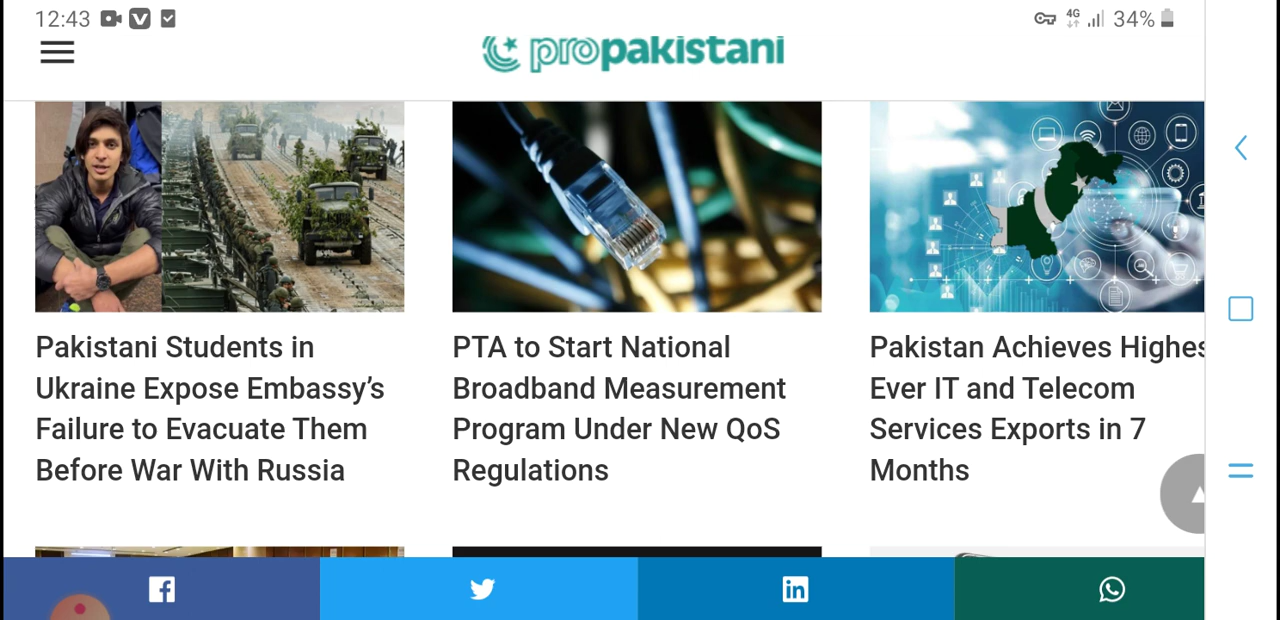 12:43
4G
34%
propakistani
Pakistani Students in
Ukraine Expose Embassy's
Failure to Evacuate Them
Before War With Russia
PTA to Start National
Broadband Measurement
Program Under New QoS
Regulations
Pakistan Achieves Highes
Ever IT and Telecom
Services Exports in 7
Months